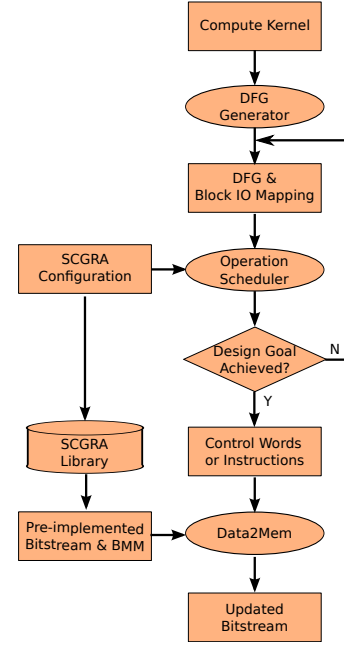 Compute Kernel
DFG
Generator
DFG &
Block IO Mapping
SCGRA
Configuration
Operation
Scheduler
Design Goal
Achieved?
N
Y
SCGRA
Library
Control Words
or Instructions
Pre-implemented
Bitstream & BMM
Data2Mem
Updated
Bitstream